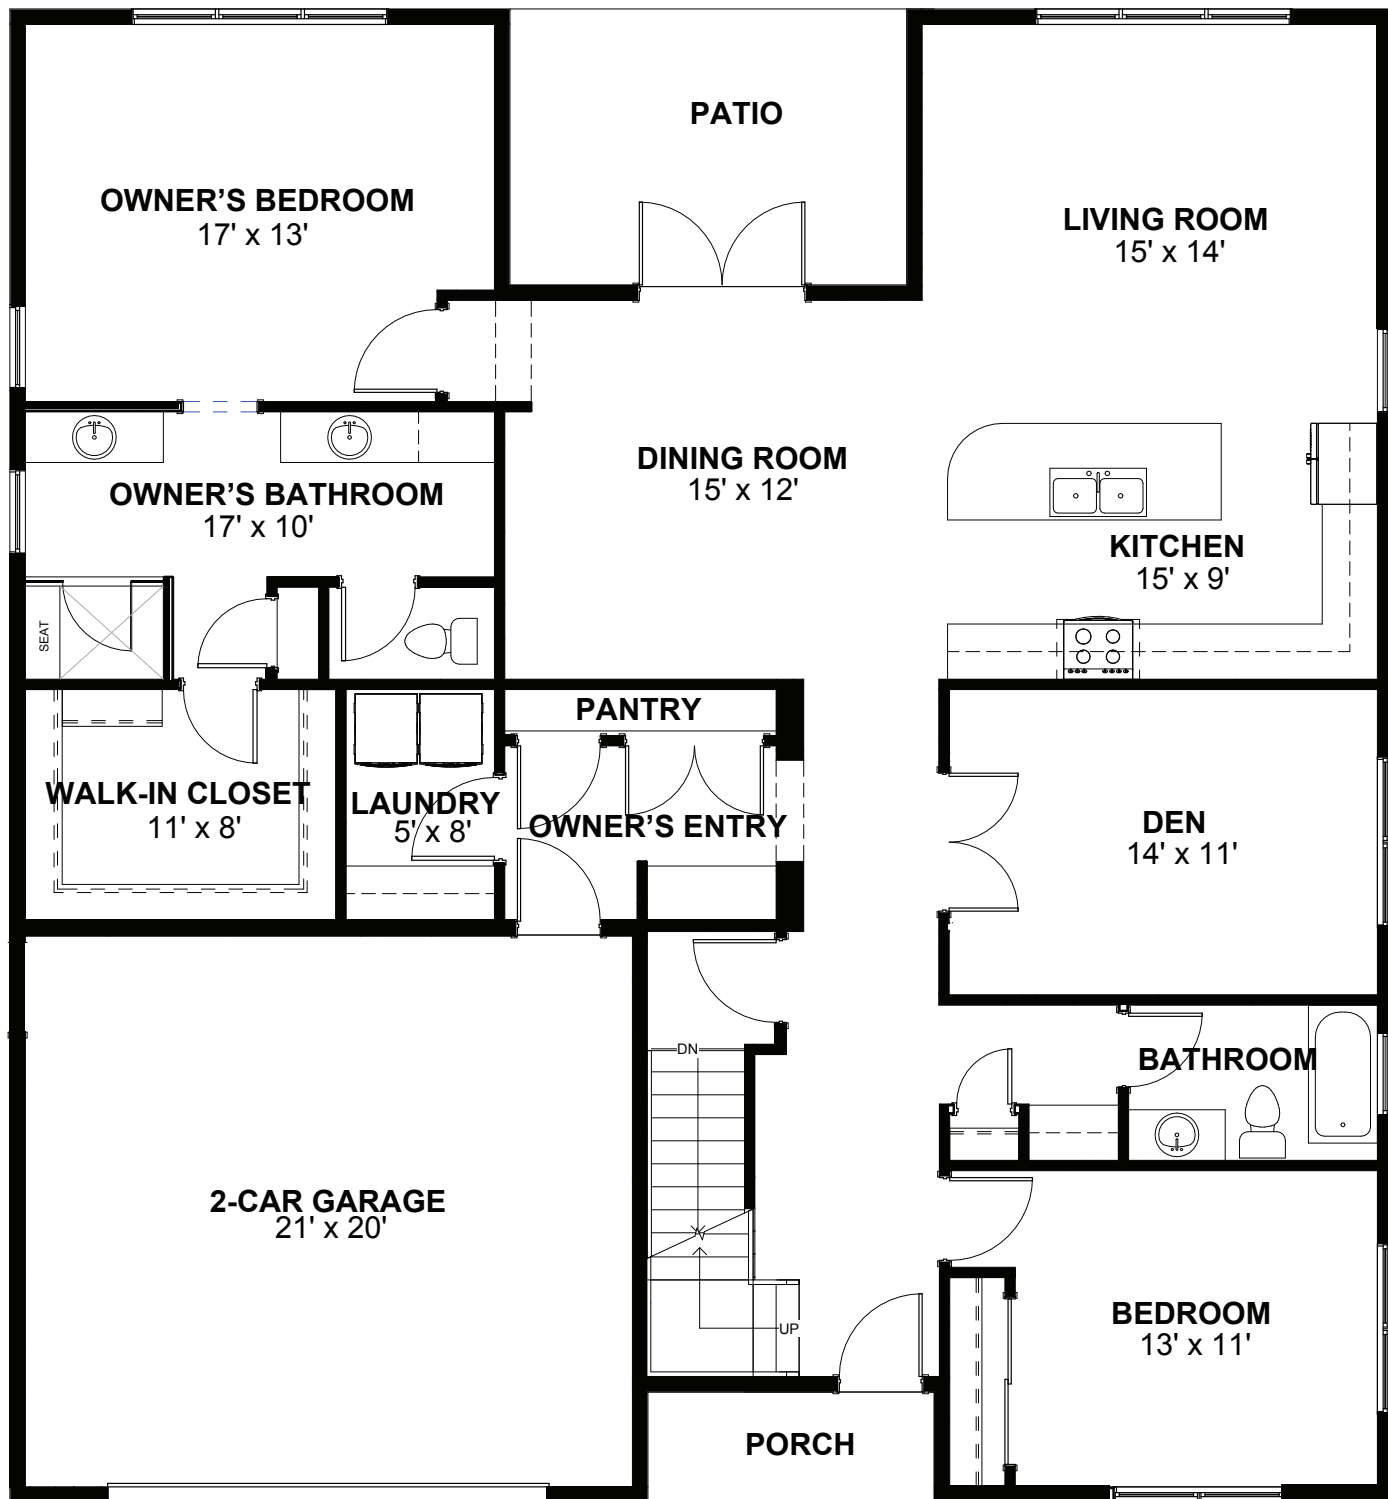 PATIO
OWNER’S BEDROOM
17' x 13'
LIVING ROOM
15' x 14'
DINING ROOM
15' x 12'
OWNER’S BATHROOM
17' x 10'
KITCHEN
15' x 9'
SEAT
PANTRY
WALK-IN CLOSET
11' x 8'
LAUNDRY
5' x 8'
OWNER’S ENTRY
DEN
14' x 11'
DN
BATHROOM
2-CAR GARAGE
21' x 20'
UP
BEDROOM
13' x 11'
PORCH